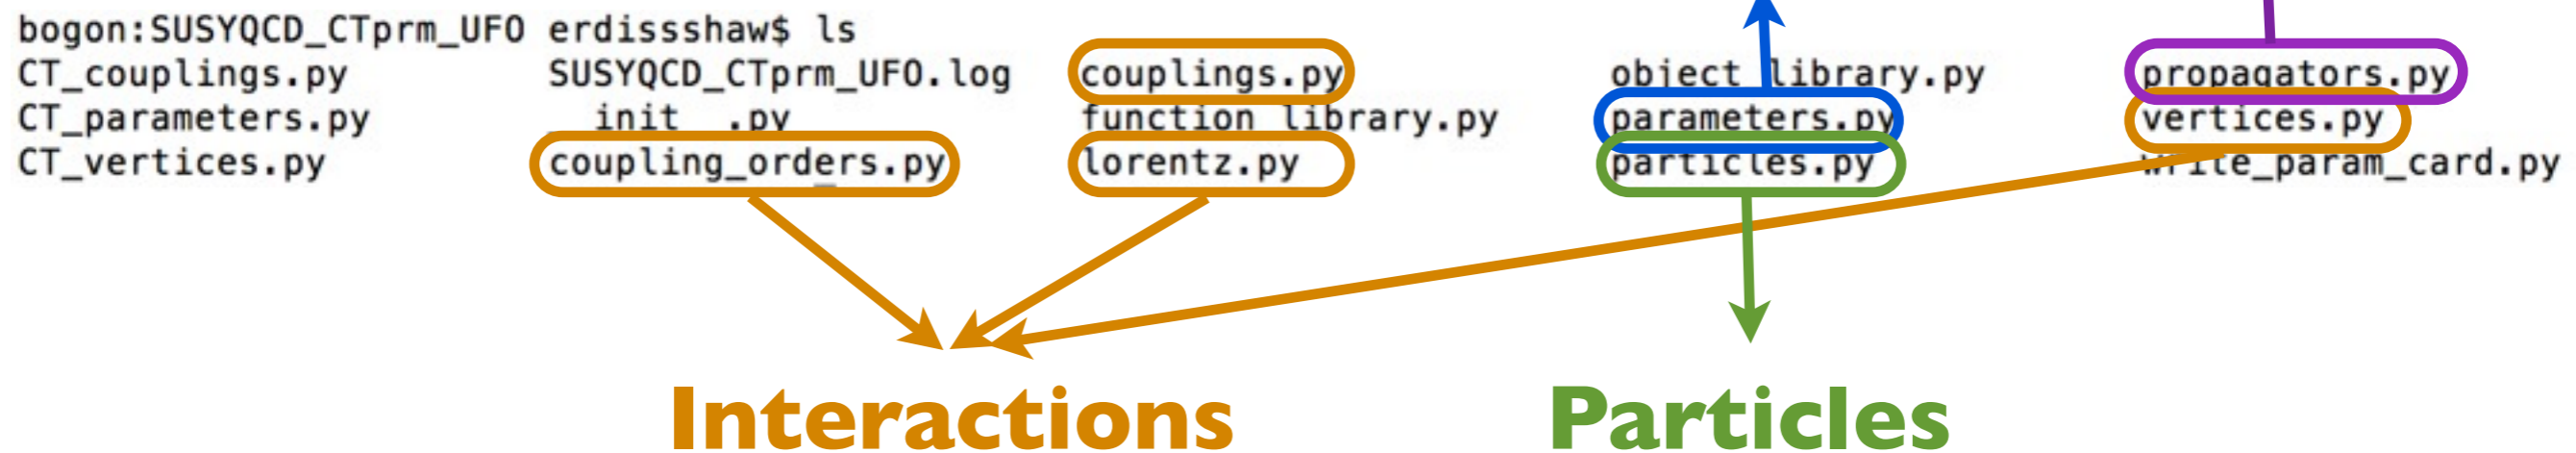 bogon:SUSYQCD_CTprm_UFO erdissshaw$ ls
CT_couplings.py SUSYQCD_CTprm_UFO.log couplings.py object_library.py propagators.py
CT_parameters.py __init__.py function_library.py parameters.py vertices.py
CT_vertices.py coupling_orders.py lorentz.py particles.py write_param_card.py
Interactions Particles